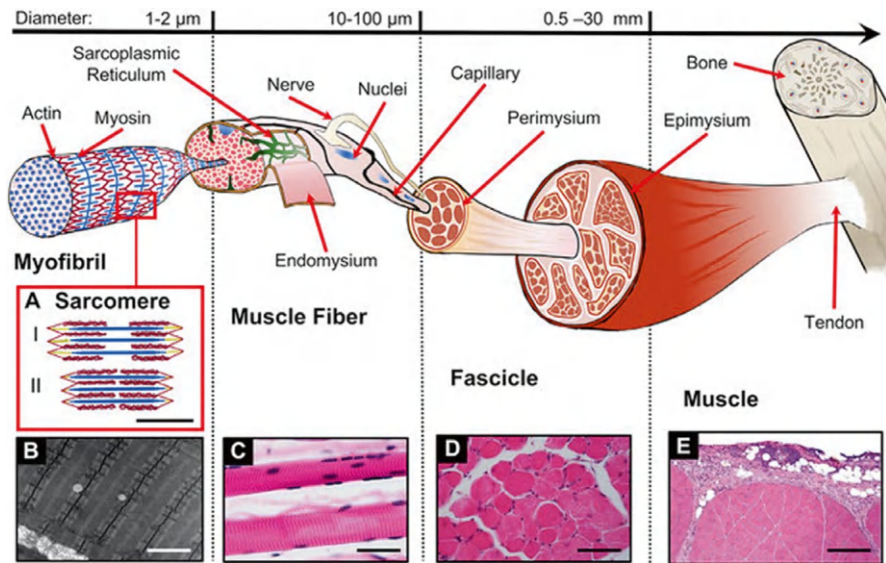 Diameter: 1-2 µm 10-100 µm 0.5 –30 mm
Sarcoplasmic
Reticulum
Nerve
Nuclei
Capillary
Bone
Actin
Myosin
Perimysium
Epimysium
Endomysium
Myofibril
A Sarcomere
I
II
Muscle Fiber
Tendon
Fascicle
Muscle
B
C
D
E